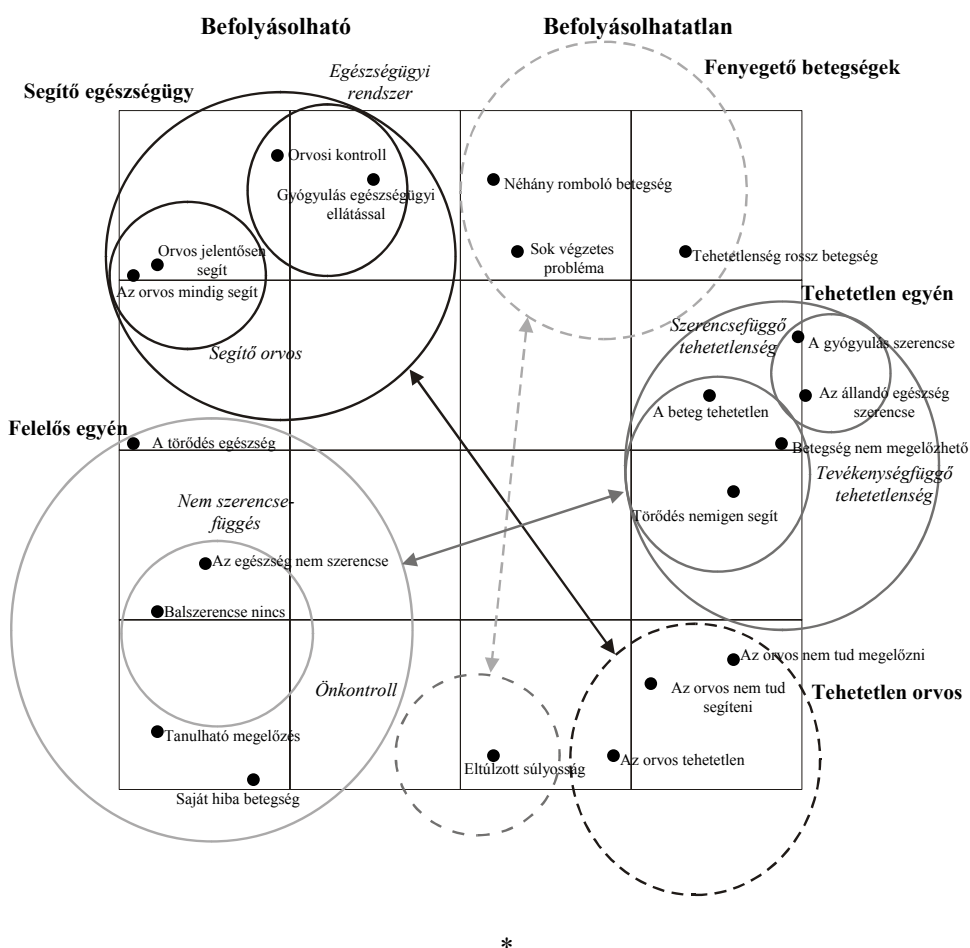 Befolyásolható
Befolyásolhatatlan
Egészségügyi
rendszer
Fenyegető betegségek
Segítő egészségügy
Orvosi kontroll
Gyógyulás egészségügyi
ellátással
Néhány romboló betegség
Orvos jelentősen
segít
Az orvos mindig segít
Sok végzetes
probléma
Tehetetlenség rossz betegség
Tehetetlen egyén
Segítő orvos
Szerencsefüggő
tehetetlenség
A gyógyulás szerencse
Az állandó egészség
szerencse
A beteg tehetetlen
Felelős egyén
A törődés egészség
Betegség nem megelőzhető
Tevékenységfüggő
tehetetlenség
Nem szerencse-
függés
Törődés nemigen segít
Az egészség nem szerencse
Balszerencse nincs
Az orvos nem tud megelőzni
Önkontroll
Az orvos nem tud
segíteni
Tehetetlen orvos
Tanulható megelőzés
Eltúlzott súlyosság
Az orvos tehetetlen
Saját hiba betegség
*